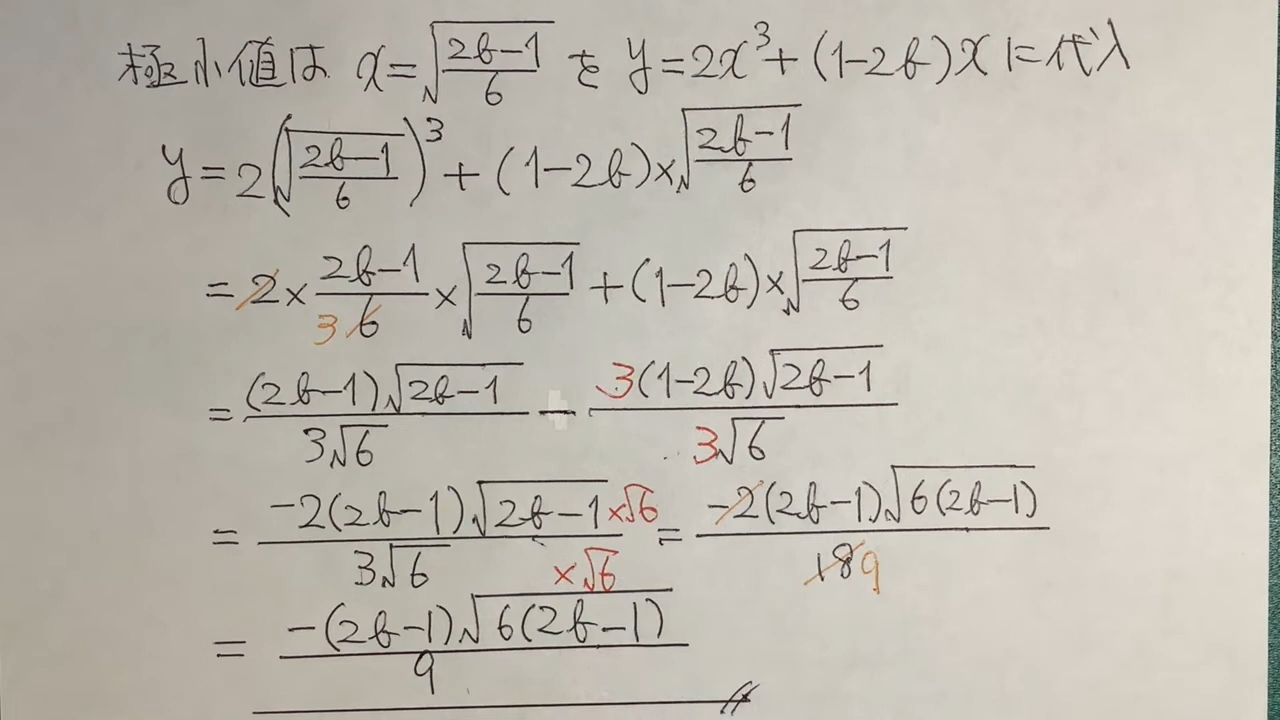 極小値は x=√((2b-1)/6) を y=2x³+(1-2b)x に代入
y=2(√((2b-1)/6))³+(1-2b)×√((2b-1)/6)
=2×(2b-1)/6 3×√((2b-1)/6)+(1-2b)×√((2b-1)/6)
=(2b-1)√(2b-1)/3√6 - 3(1-2b)√(2b-1)/3√6
=-2(2b-1)√(2b-1)×√6/3√6 ×√6=-2(2b-1)√(6(2b-1))/18 9
=-(2b-1)√(6(2b-1))/9